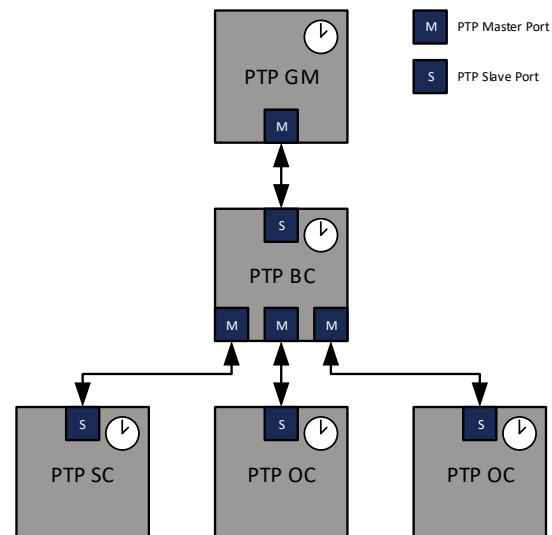 M PTP Master Port
PTP GM
S PTP Slave Port
M
S
PTP BC
M M M
S S S
PTP SC PTP OC PTP OC